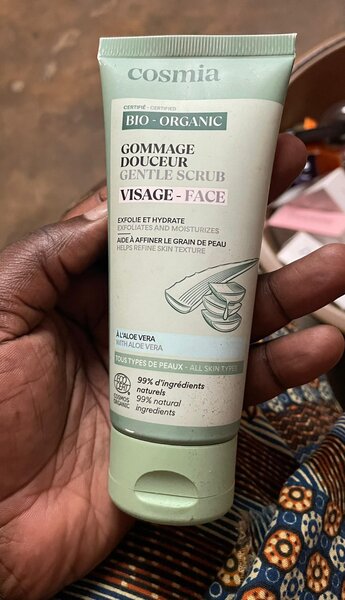 cosmia
CERTIFIÉ - CERTIFIED
BIO - ORGANIC
GOMMAGE
DOUCEUR
GENTLE SCRUB
VISAGE - FACE
EXFOLIE ET HYDRATE
EXFOLIATES AND MOISTURIZES
AIDE À AFFINER LE GRAIN DE PEAU
HELPS REFINE SKIN TEXTURE
À L'ALOE VERA
WITH ALOE VERA
TOUS TYPES DE PEAUX - ALL SKIN TYPES
99% d'ingrédients
naturels
99% natural
ingredients
COSMOS
ORGANIC